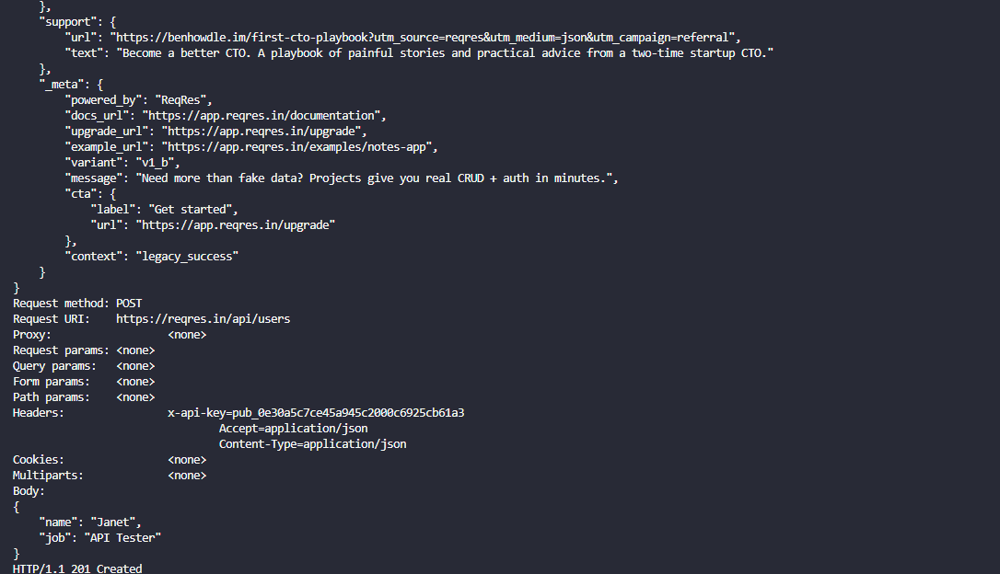 },
    "support": {
        "url": "https://benhowdle.im/first-cto-playbook?utm_source=reqres&utm_medium=json&utm_campaign=referral",
        "text": "Become a better CTO. A playbook of painful stories and practical advice from a two-time startup CTO."
    },
    "_meta": {
        "powered_by": "ReqRes",
        "docs_url": "https://app.reqres.in/documentation",
        "upgrade_url": "https://app.reqres.in/upgrade",
        "example_url": "https://app.reqres.in/examples/notes-app",
        "variant": "v1_b",
        "message": "Need more than fake data? Projects give you real CRUD + auth in minutes.",
        "cta": {
            "label": "Get started",
            "url": "https://app.reqres.in/upgrade"
        },
        "context": "legacy_success"
    }
}
Request method: POST
Request URI:    https://reqres.in/api/users
Proxy:                  <none>
Request params: <none>
Query params:   <none>
Form params:    <none>
Path params:    <none>
Headers:                x-api-key=pub_0e30a5c7ce45a945c2000c6925cb61a3
                                Accept=application/json
                                Content-Type=application/json
Cookies:                <none>
Multiparts:             <none>
Body:
{
    "name": "Janet",
    "job": "API Tester"
}
HTTP/1.1 201 Created